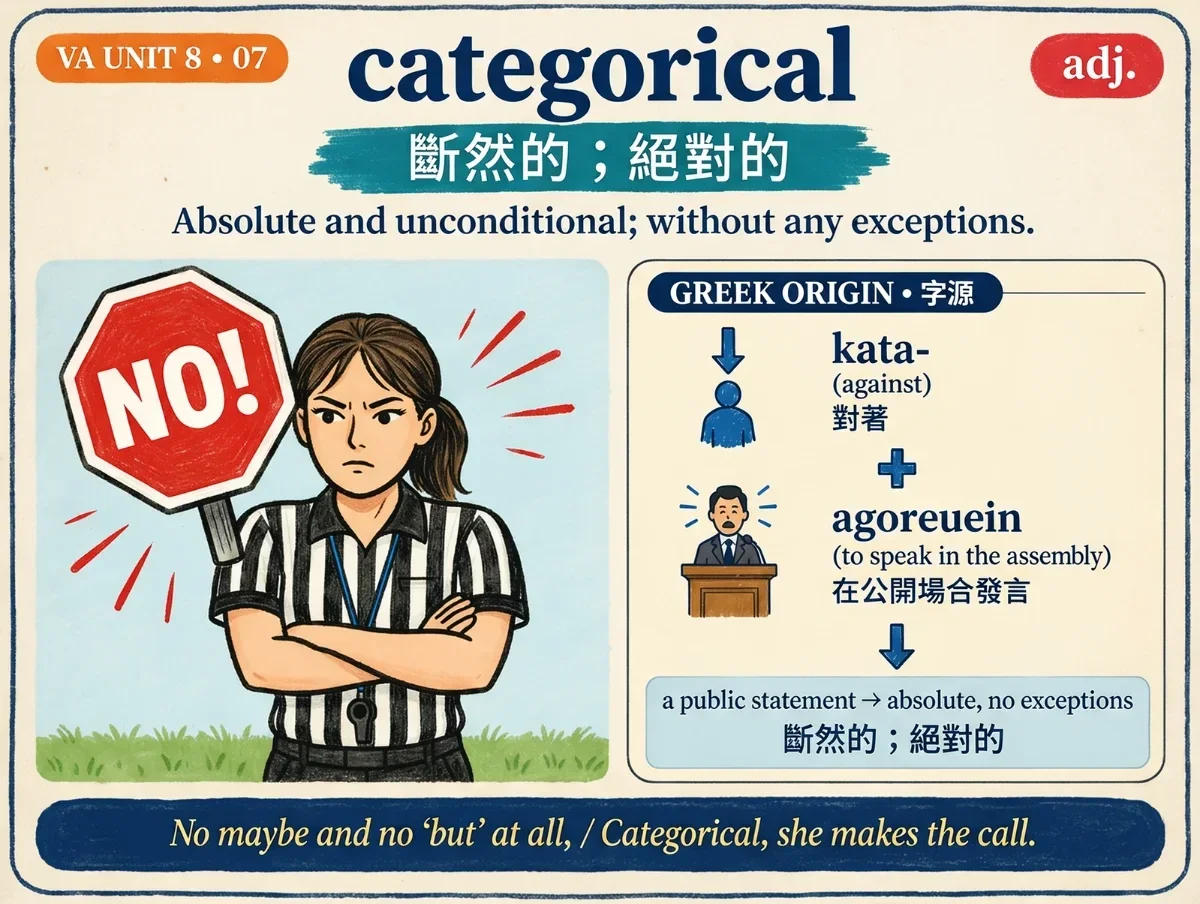 VA UNIT 8 • 07
categorical
adj.
斷然的；絕對的
Absolute and unconditional; without any exceptions.
NO!
GREEK ORIGIN • 字源
kata-
(against)
對著
agoreuein
(to speak in the assembly)
在公開場合發言
a public statement → absolute, no exceptions
斷然的；絕對的
No maybe and no ‘but’ at all, / Categorical, she makes the call.